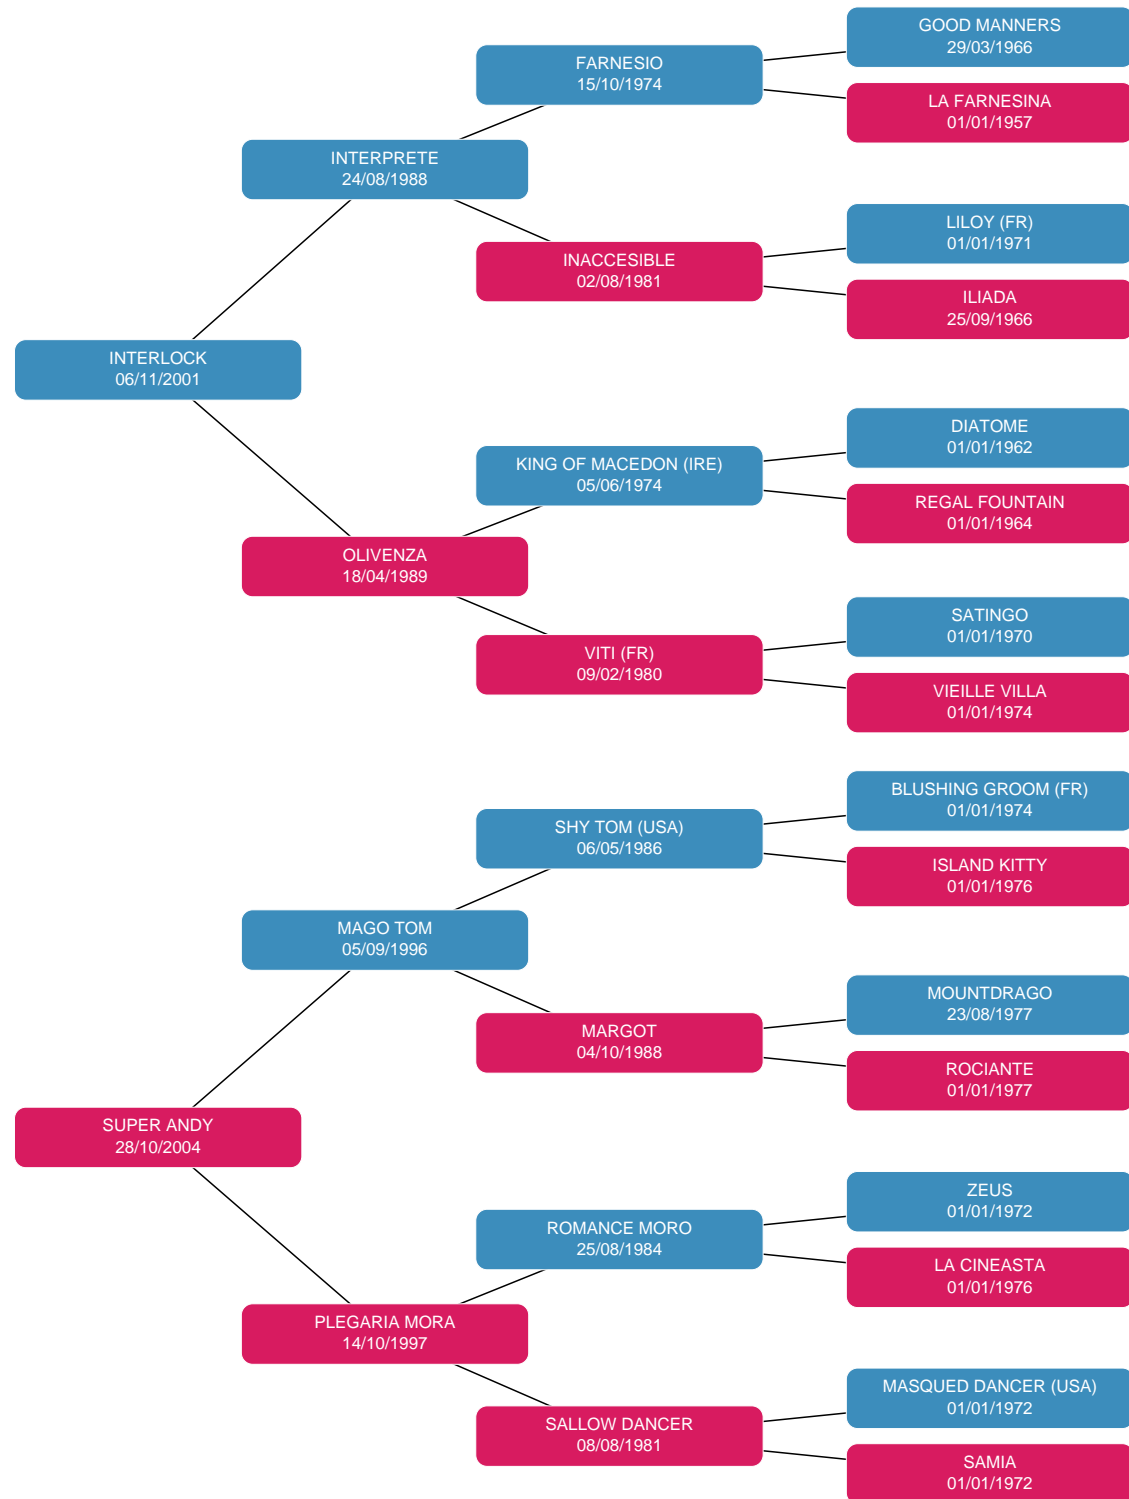 GOOD MANNERS
29/03/1966
FARNESIO
15/10/1974
LA FARNESINA
01/01/1957
INTERPRETE
24/08/1988
LILOY (FR)
01/01/1971
INACCESIBLE
02/08/1981
ILIADA
25/09/1966
INTERLOCK
06/11/2001
DIATOME
01/01/1962
KING OF MACEDON (IRE)
05/06/1974
REGAL FOUNTAIN
01/01/1964
OLIVENZA
18/04/1989
SATINGO
01/01/1970
VITI (FR)
09/02/1980
VIEILLE VILLA
01/01/1974
BLUSHING GROOM (FR)
01/01/1974
SHY TOM (USA)
06/05/1986
ISLAND KITTY
01/01/1976
MAGO TOM
05/09/1996
MOUNTDRAGO
23/08/1977
MARGOT
04/10/1988
ROCIANTE
01/01/1977
SUPER ANDY
28/10/2004
ZEUS
01/01/1972
ROMANCE MORO
25/08/1984
LA CINEASTA
01/01/1976
PLEGARIA MORA
14/10/1997
MASQUED DANCER (USA)
01/01/1972
SALLOW DANCER
08/08/1981
SAMIA
01/01/1972